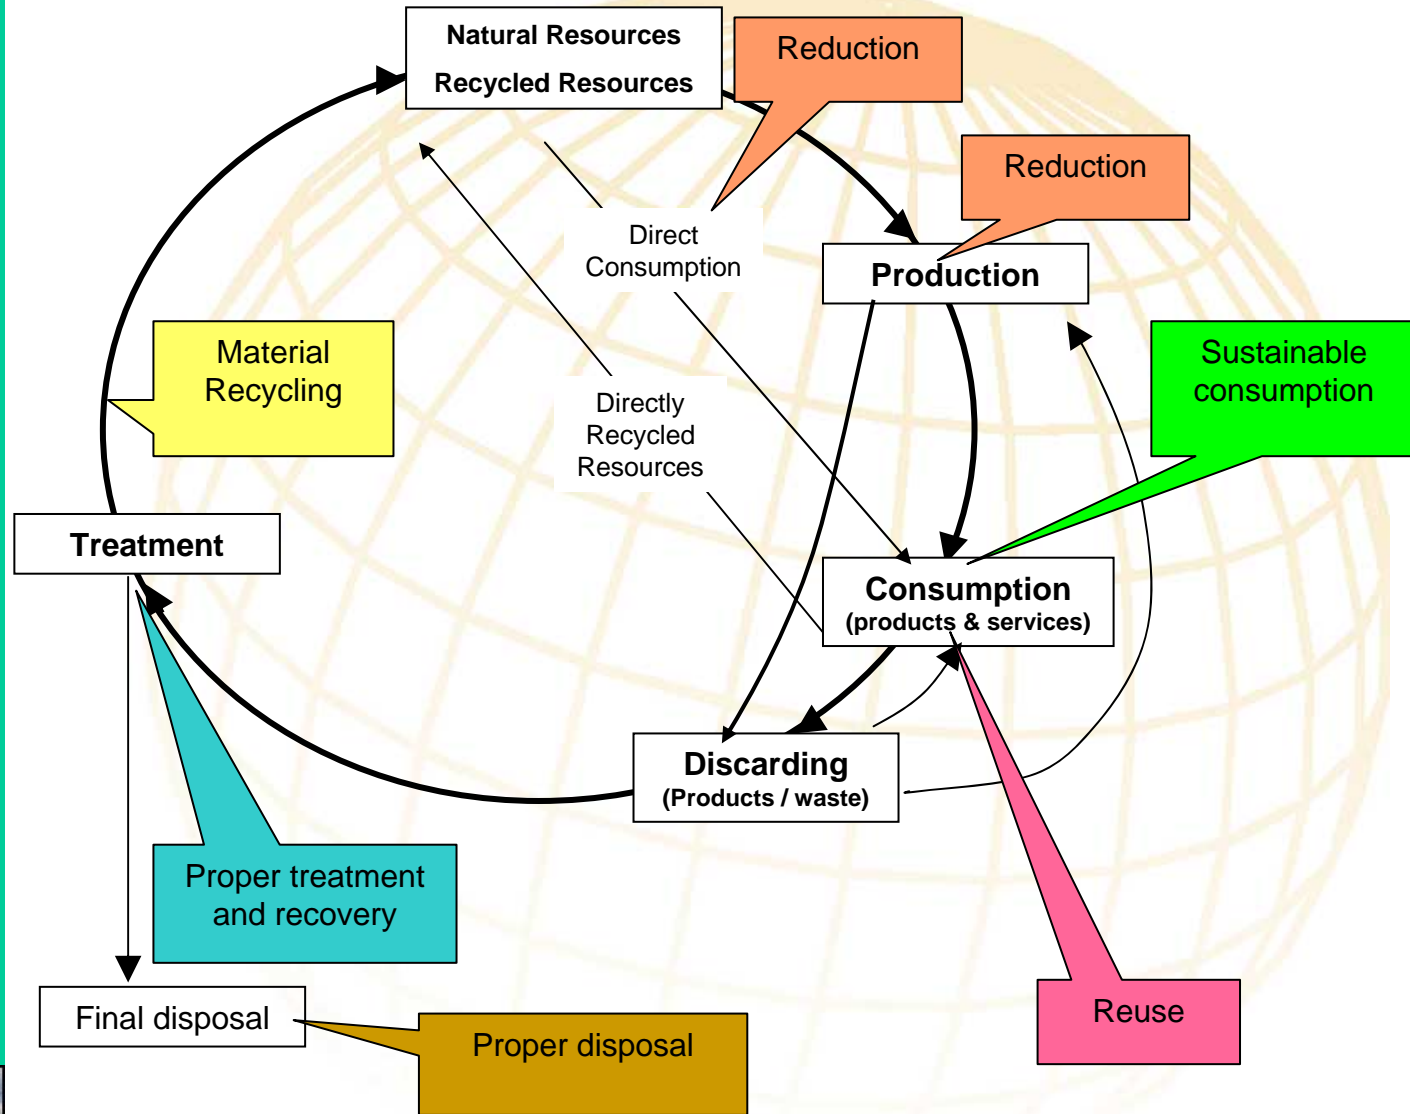 Natural Resources
Recycled Resources
Reduction
Reduction
Direct
Consumption
Production
Material
Recycling
Sustainable
consumption
Directly
Recycled
Resources
Treatment
Consumption
(products & services)
Discarding
(Products / waste)
Proper treatment
and recovery
Final disposal
Proper disposal
Reuse